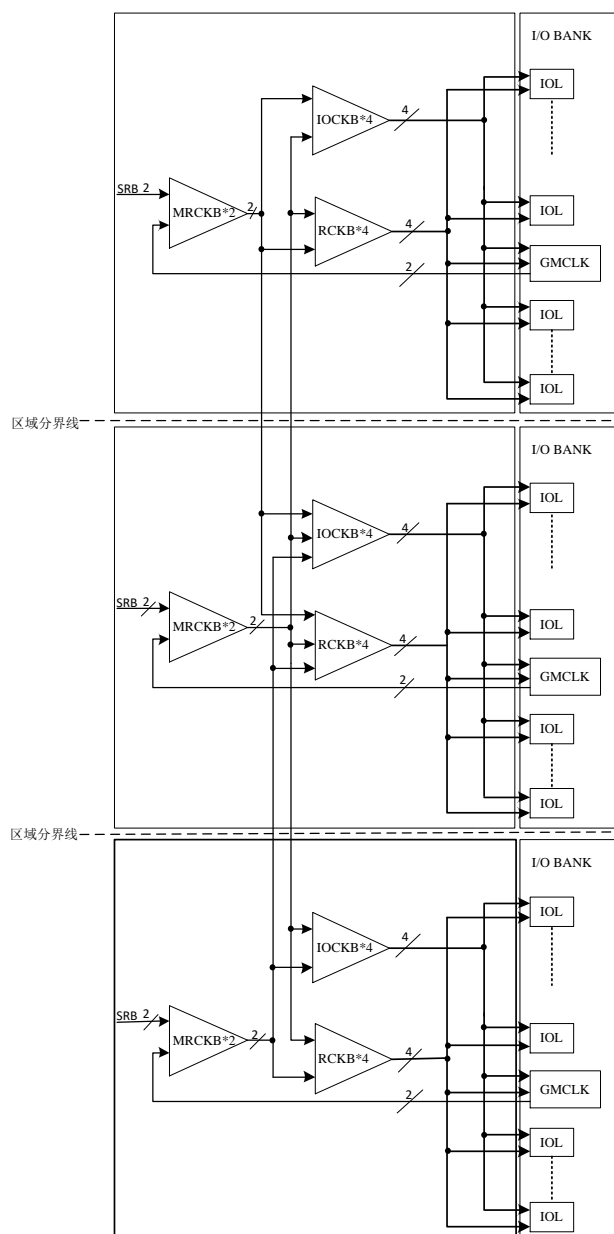 I/O BANK
IOL
IOCKB*4
4
SRB 2
MRCKB*2
2
RCKB*4
4
IOL
2
GMCLK
IOL
IOL
区域分界线
I/O BANK
IOL
IOCKB*4
4
SRB 2
MRCKB*2
2
RCKB*4
4
IOL
2
GMCLK
IOL
IOL
区域分界线
I/O BANK
IOL
IOCKB*4
4
SRB 2
MRCKB*2
2
RCKB*4
4
IOL
2
GMCLK
IOL
IOL